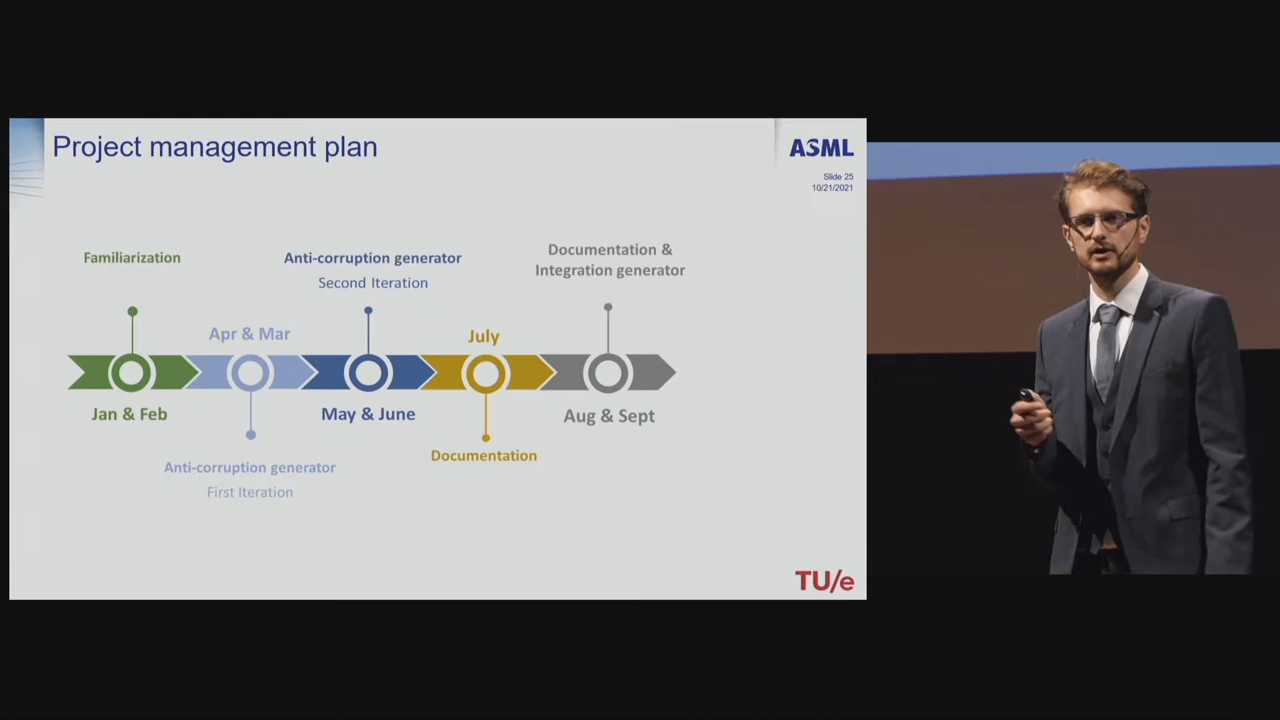 Project management plan
ASML
Slide 25
10/21/2021
Familiarization
Anti-corruption generator
Second Iteration
Documentation &
Integration generator
Apr & Mar
July
Jan & Feb
May & June
Aug & Sept
Anti-corruption generator
First Iteration
Documentation
TU/e